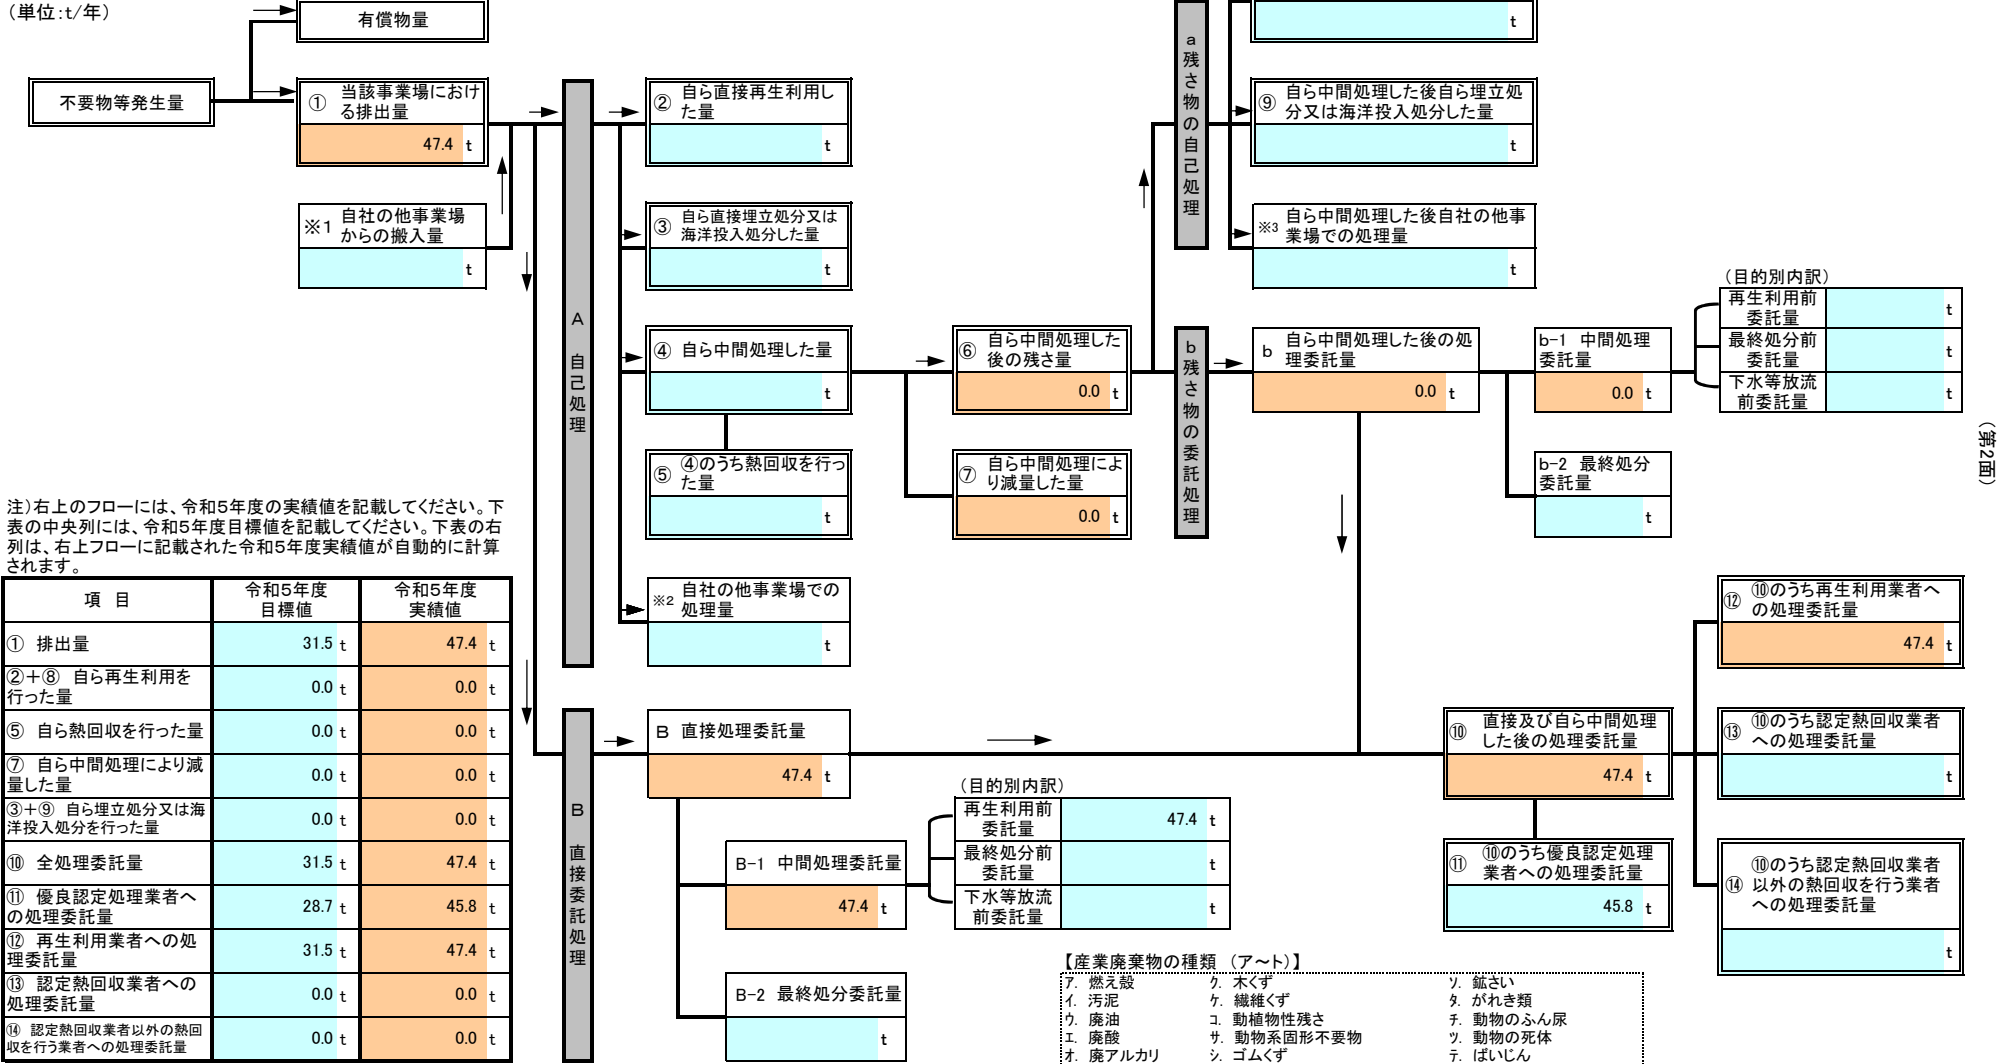 （単位：t/年）
有償物量
不要物等発生量
① 当該事業場におけ
る排出量
47.4 t
※1 自社の他事業場
からの搬入量
t
A 自己処理
② 自ら直接再生利用し
た量
t
③ 自ら直接埋立処分又は
海洋投入処分した量
t
④ 自ら中間処理した量
t
⑤ ④のうち熱回収を行っ
た量
t
※2 自社の他事業場での
処理量
t
⑥ 自ら中間処理した
後の残さ量
0.0 t
⑦ 自ら中間処理によ
り減量した量
0.0 t
a 残さ物の自己処理
t
⑨ 自ら中間処理した後自ら埋立処
分又は海洋投入処分した量
t
※3 自ら中間処理した後自社の他事
業場での処理量
t
b 残さ物の委託処理
b 自ら中間処理した後の処
理委託量
0.0 t
b-1 中間処理
委託量
0.0 t
b-2 最終処分
委託量
t
（目的別内訳）
再生利用前
委託量
t
最終処分前
委託量
t
下水等放流
前委託量
t
（第2面）
注）右上のフローには、令和5年度の実績値を記載してください。下
表の中央列には、令和5年度目標値を記載してください。下表の右
列は、右上フローに記載された令和5年度実績値が自動的に計算
されます。
項 目 令和5年度 目標値 令和5年度 実績値
① 排出量 31.5 t 47.4 t
②＋⑧ 自ら再生利用を
行った量 0.0 t 0.0 t
⑤ 自ら熱回収を行った量 0.0 t 0.0 t
⑦ 自ら中間処理により減
量した量 0.0 t 0.0 t
③＋⑨ 自ら埋立処分又は海
洋投入処分を行った量 0.0 t 0.0 t
⑩ 全処理委託量 31.5 t 47.4 t
⑪ 優良認定処理業者へ
の処理委託量 28.7 t 45.8 t
⑫ 再生利用業者への処
理委託量 31.5 t 47.4 t
⑬ 認定熱回収業者への
処理委託量 0.0 t 0.0 t
⑭ 認定熱回収業者以外の熱回
収を行う業者への処理委託量 0.0 t 0.0 t
B 直接委託処理
B 直接処理委託量
47.4 t
B-1 中間処理委託量
47.4 t
B-2 最終処分委託量
t
（目的別内訳）
再生利用前
委託量
47.4 t
最終処分前
委託量
t
下水等放流
前委託量
t
⑩ 直接及び自ら中間処理
した後の処理委託量
47.4 t
⑪ ⑩のうち優良認定処理
業者への処理委託量
45.8 t
⑫ ⑩のうち再生利用業者へ
の処理委託量
47.4 t
⑬ ⑩のうち認定熱回収業者
への処理委託量
t
⑭ ⑩のうち認定熱回収業者
以外の熱回収を行う業者
への処理委託量
t
【産業廃棄物の種類 （ア～ト）】
ア. 燃え殻 ク. 木くず ソ. 鉱さい
イ. 汚泥 ケ. 繊維くず タ. がれき類
ウ. 廃油 コ. 動植物性残さ チ. 動物のふん尿
エ. 廃酸 サ. 動物系固形不要物 ツ. 動物の死体
オ. 廃アルカリ シ. ゴムくず テ. ばいじん